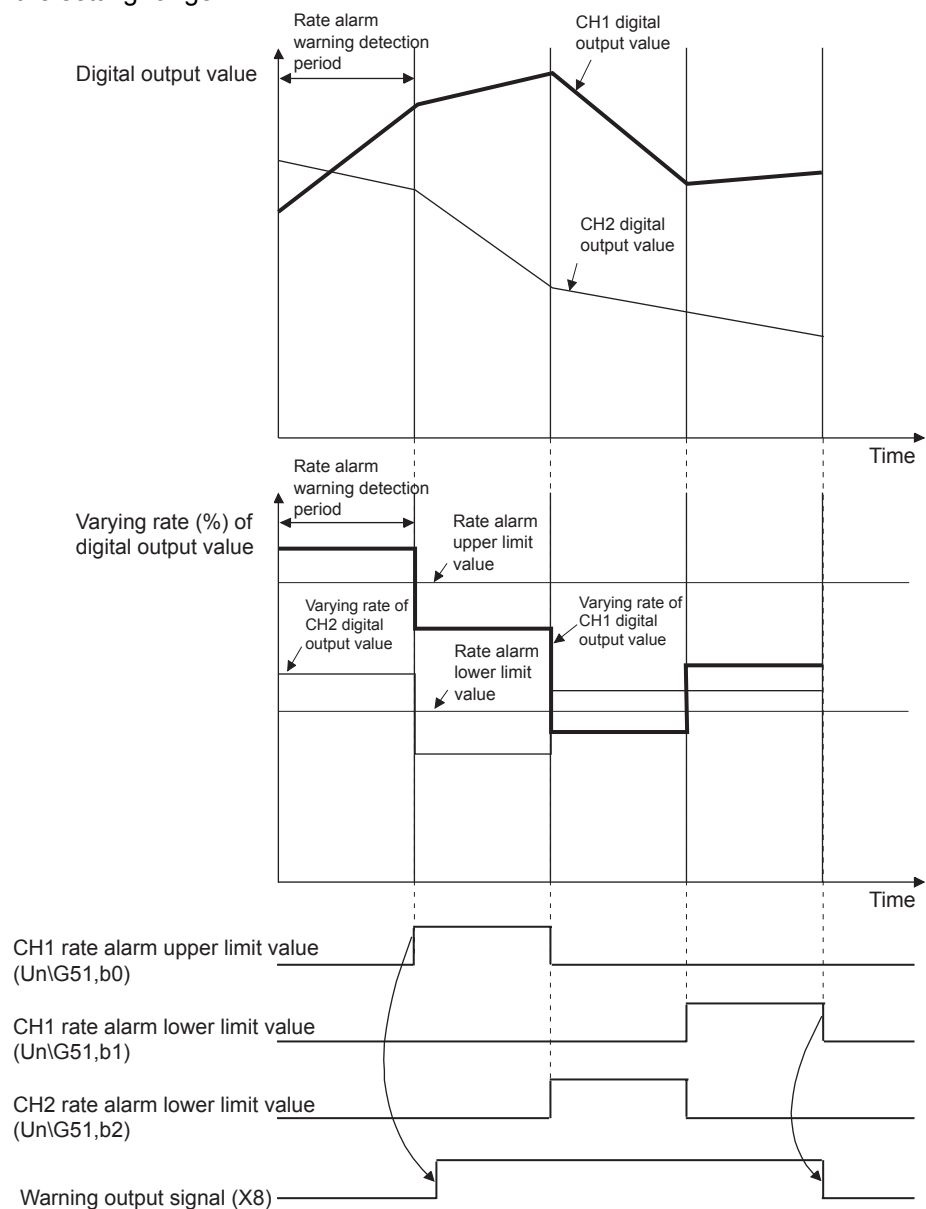 Rate alarm
warning detection
period
CH1 digital
output value
Digital output value
CH2 digital
output value
Time
Rate alarm
warning detection
period
Varying rate (%) of
digital output value
Rate alarm
upper limit
value
Varying rate of
CH2 digital
output value
Varying rate of
CH1 digital
output value
Rate alarm
lower limit
value
Time
CH1 rate alarm upper limit value
(Un\G51,b0)
CH1 rate alarm lower limit value
(Un\G51,b1)
CH2 rate alarm lower limit value
(Un\G51,b2)
Warning output signal (X8)